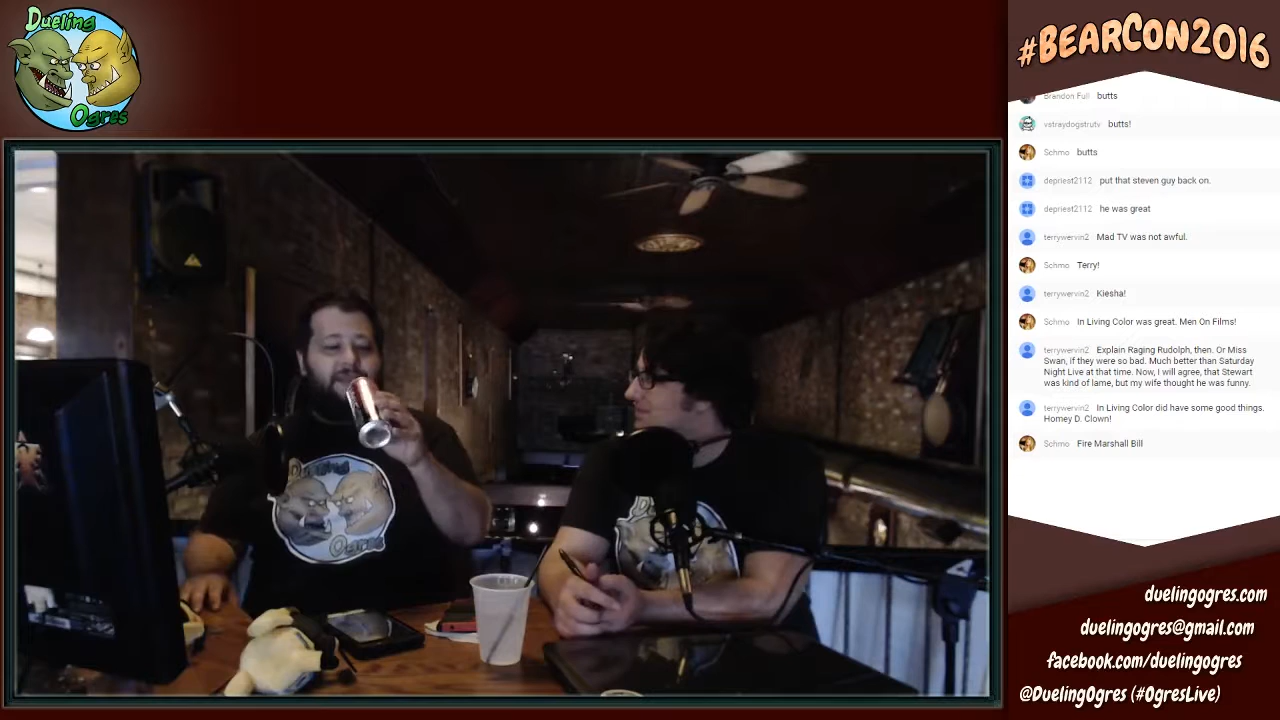 Dueling
Ogres
#BEARCON2016
Brandon Full butts
vstraydogstrutv butts!
Schmo butts
depriest2112 put that steven guy back on.
depriest2112 he was great
terrywervin2 Mad TV was not awful.
Schmo Terry!
terrywervin2 Kiesha!
Schmo In Living Color was great. Men On Films!
terrywervin2 Explain Raging Rudolph, then. Or Miss
Swan, if they were so bad. Much better than Saturday
Night Live at that time. Now, I will agree, that Stewart
was kind of lame, but my wife thought he was funny.
terrywervin2 In Living Color did have some good things.
Homey D. Clown!
Schmo Fire Marshall Bill
Dueling
Ogres
duelingogres.com
duelingogres@gmail.com
facebook.com/duelingogres
@DuelingOgres (#OgresLive)